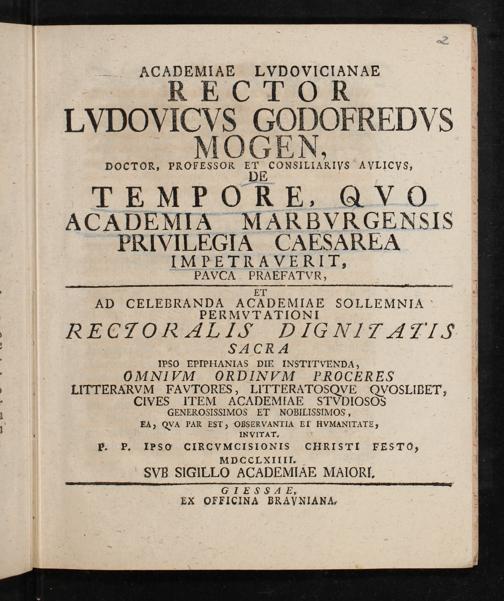 2
ACADEMIAE LVDOVICIANAE
RECTOR
LVDOVICVS GODOFREDVS
MOGEN,
DOCTOR, PROFESSOR ET CONSILIARIVS AVLICVS,
DE
TEMPORE, QVO
ACADEMIA MARBVRGENSIS
PRIVILEGIA CAESAREA
IMPETRAVERIT,
PAVCA PRAEFATVR,
ET
AD CELEBRANDA ACADEMIAE SOLLEMNIA
PERMVTATIONI
RECTORALIS DIGNITATIS
SACRA
IPSO EPIPHANIAS DIE INSTITVENDA,
OMNIVM ORDINVM PROCERES
LITTERARVM FAVTORES, LITTERATOSQVE QVOSLIBET,
CIVES ITEM ACADEMIAE STVDIOSOS
GENEROSISSIMOS ET NOBILISSIMOS,
EA, QVA PAR EST, OBSERVANTIA ET HVMANITATE,
INVITAT.
P. P. IPSO CIRCVMCISIONIS CHRISTI FESTO,
MDCCLXIIII.
SVB SIGILLO ACADEMIAE MAIORI.
GIESSAE,
EX OFFICINA BRAVNIANA.